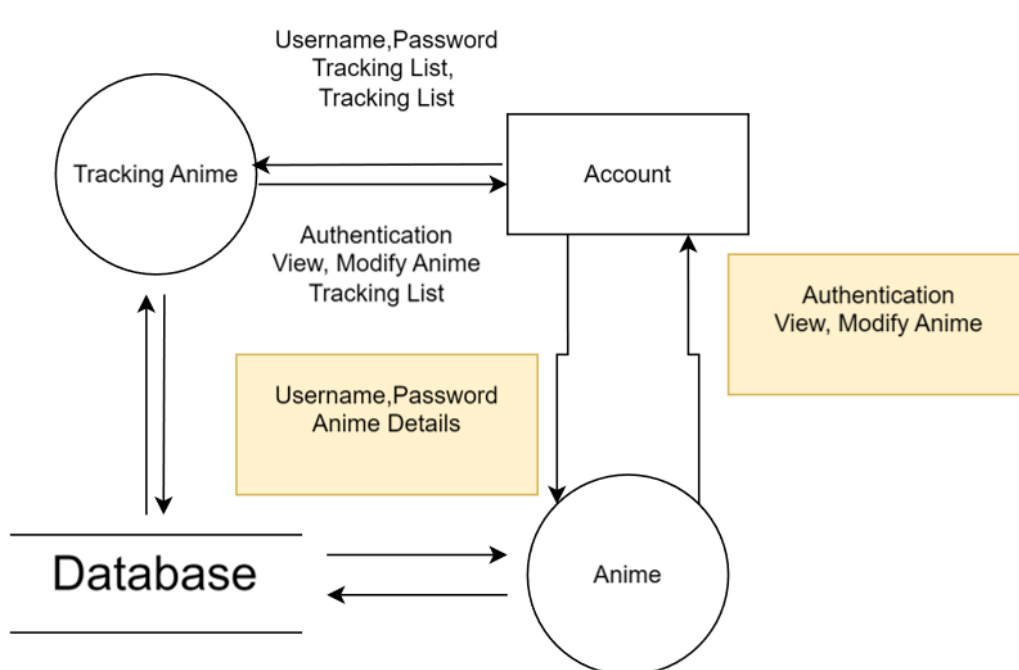 Username,Password
Tracking List,
Tracking List
Tracking Anime
Account
Authentication
View, Modify Anime
Tracking List
Authentication
View, Modify Anime
Username,Password
Anime Details
Database
Anime